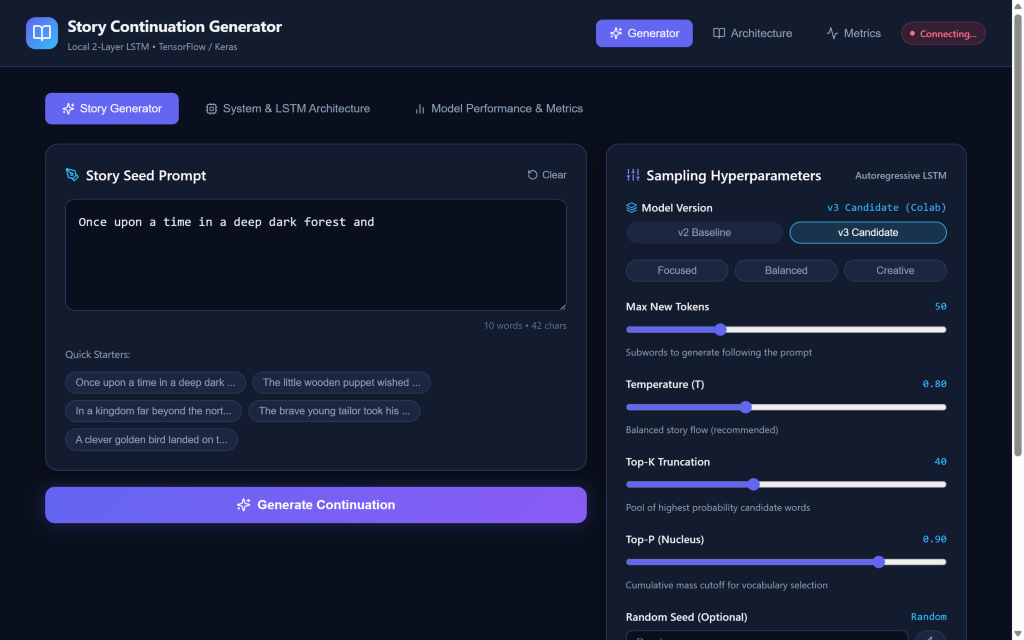 Story Continuation Generator
Local 2-Layer LSTM • TensorFlow / Keras
Generator
Architecture
Metrics
Connecting...
Story Generator
System & LSTM Architecture
Model Performance & Metrics
Story Seed Prompt
Clear
Once upon a time in a deep dark forest and
10 words • 42 chars
Quick Starters:
Once upon a time in a deep dark ...
The little wooden puppet wished ...
In a kingdom far beyond the nort...
The brave young tailor took his ...
A clever golden bird landed on t...
Generate Continuation
Sampling Hyperparameters
Autoregressive LSTM
Model Version
v3 Candidate (Colab)
v2 Baseline
v3 Candidate
Focused
Balanced
Creative
Max New Tokens
50
Subwords to generate following the prompt
Temperature (T)
0.80
Balanced story flow (recommended)
Top-K Truncation
40
Pool of highest probability candidate words
Top-P (Nucleus)
0.90
Cumulative mass cutoff for vocabulary selection
Random Seed (Optional)
Random